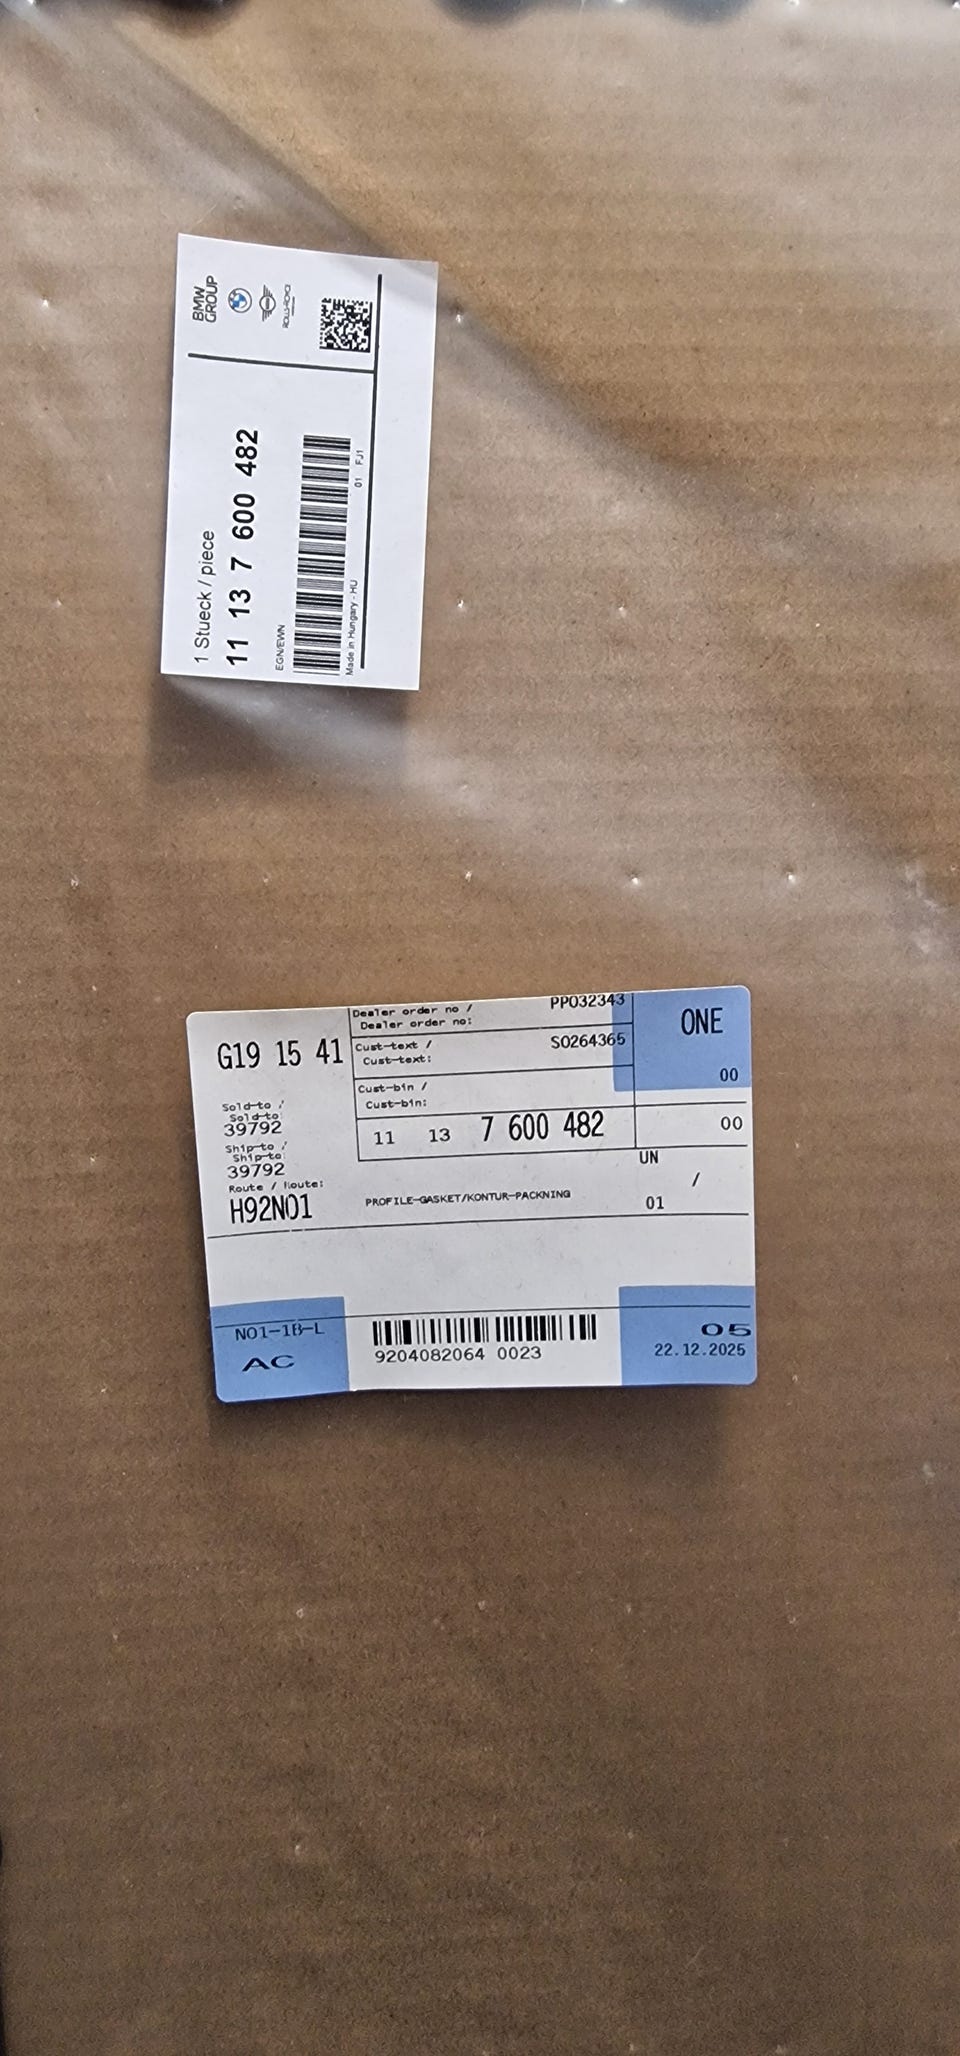 BMW
GROUP
ROLLS-ROYCE
1 Stueck / piece
11 13 7 600 482
EGN/EWN
01 FJ1
Made in Hungary - HU
G19 15 41
Dealer order no /
Dealer order no:
PP032343
Cust-text /
Cust-text:
S0264365
Cust-bin /
Cust-bin:
ONE
00
11 13 7 600 482
00
Sold-to /
Sold-to:
39792
Ship-to /
Ship-to:
39792
Route / Route:
H92N01
PROFILE-GASKET/KONTUR-PACKNING
UN
/
01
N01-1B-L
AC
9204082064 0023
05
22.12.2025